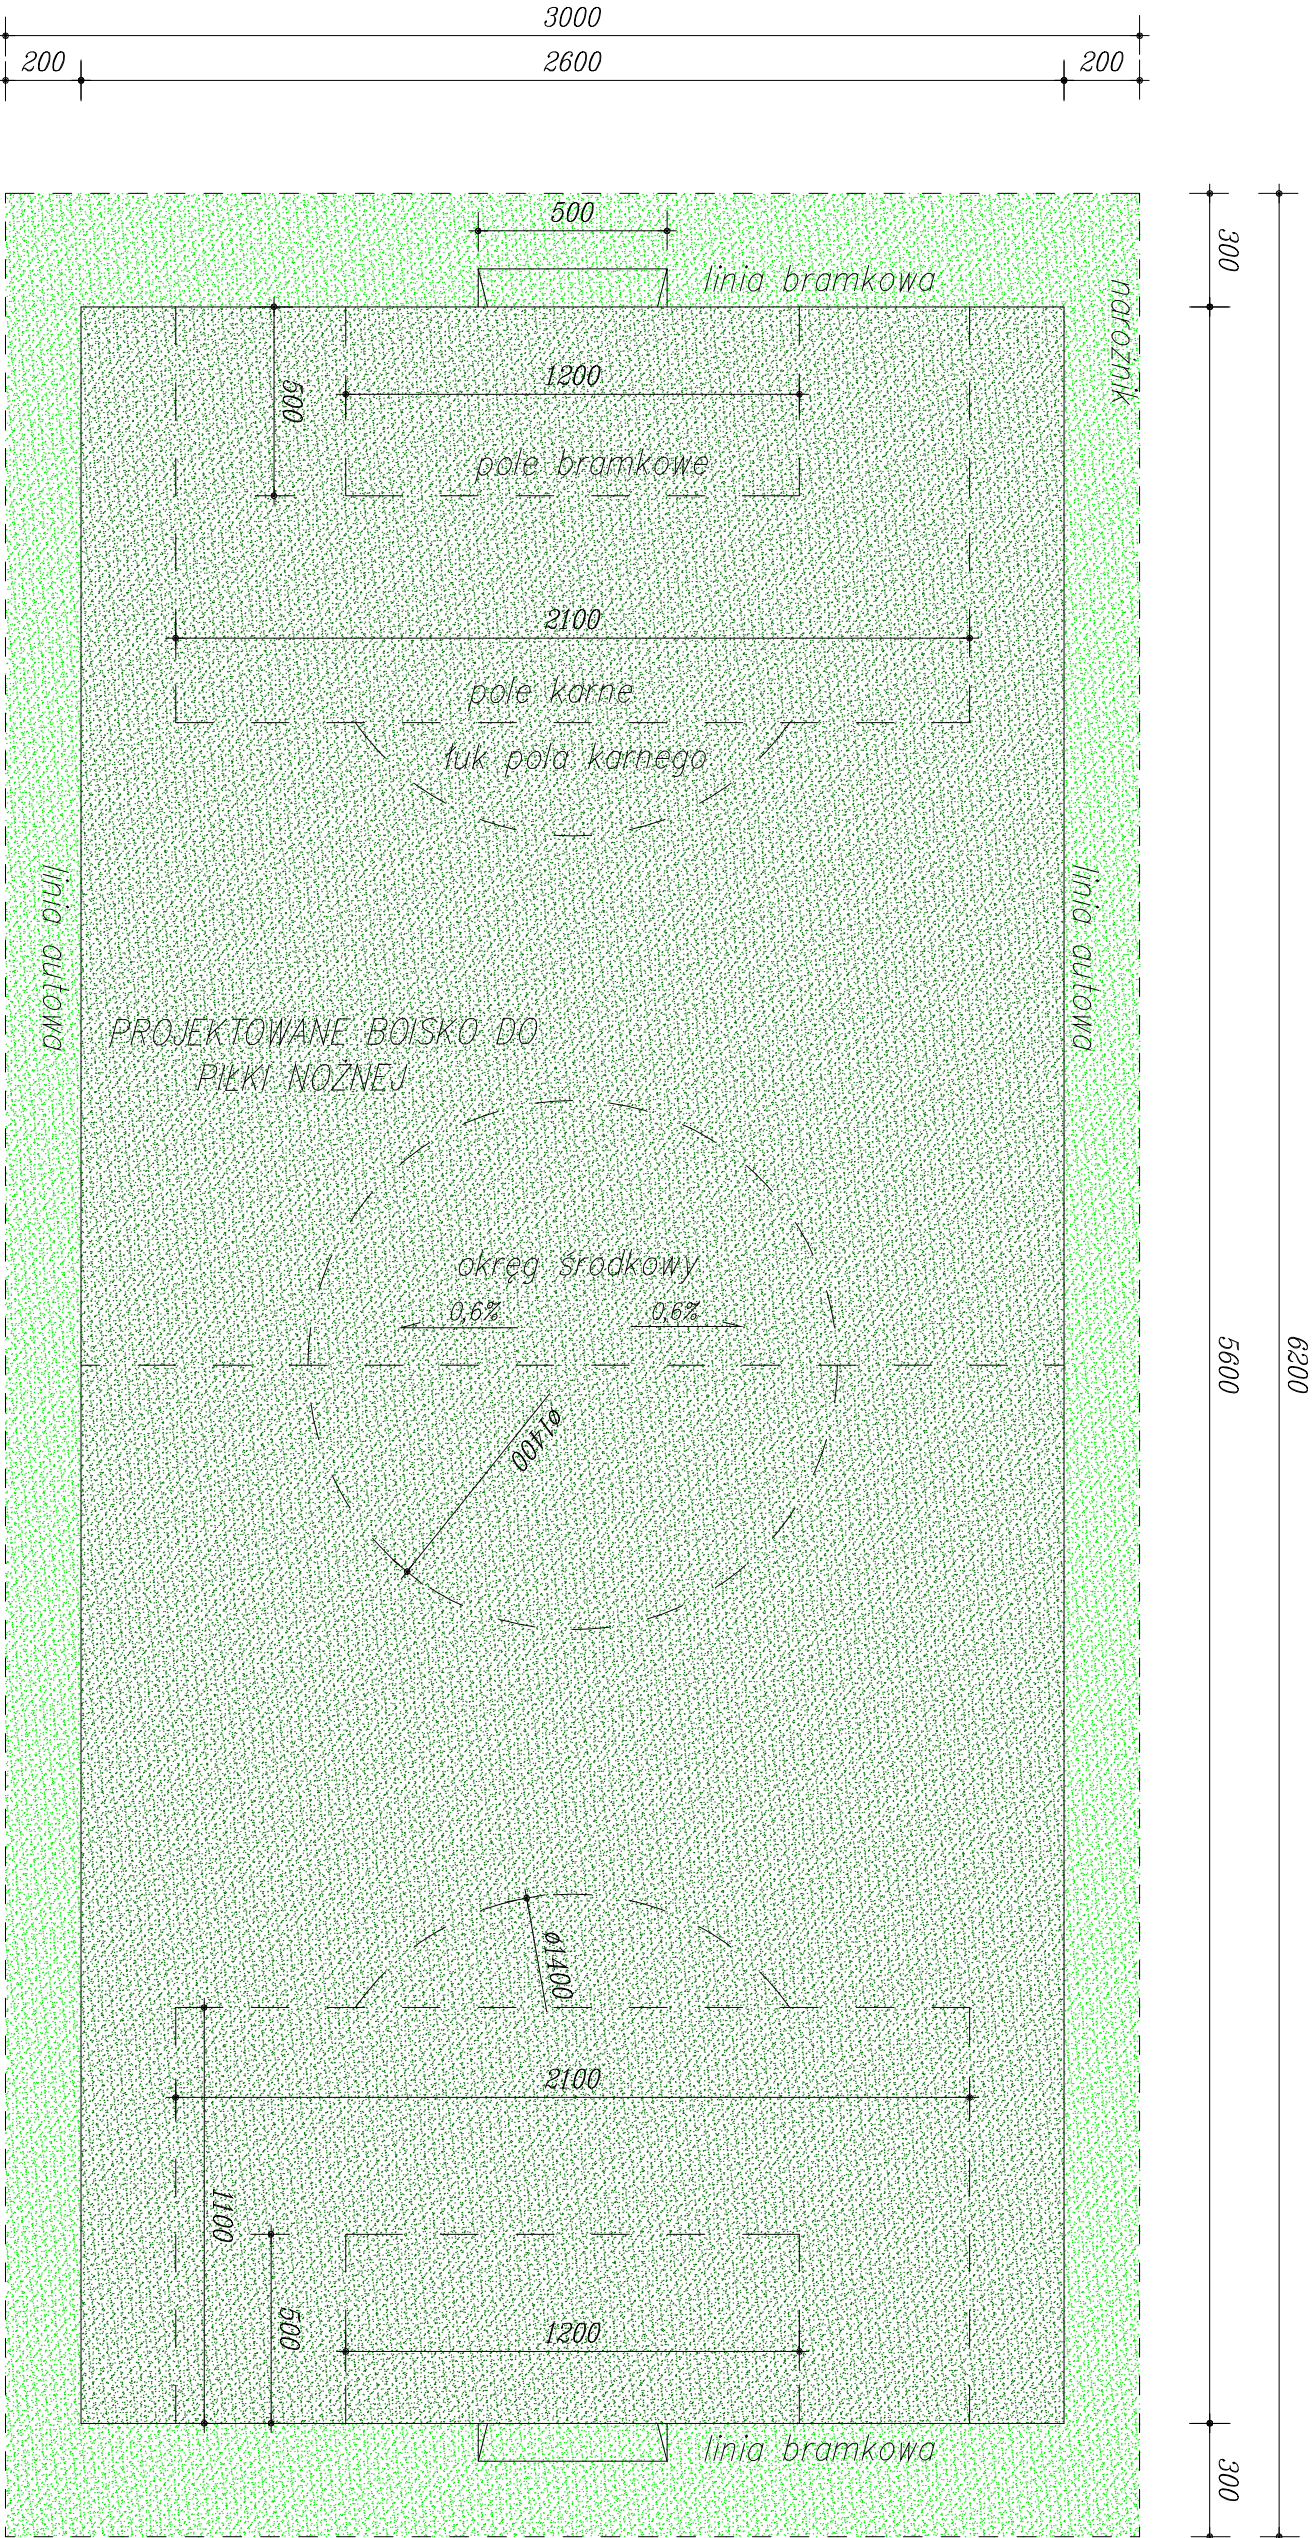 3000
200
2600
200
300
500
linia bramkowa
narożnik
1200
500
pole bramkowe
2100
pole karne
łuk pola karnego
linia autowa
linia autowa
PROJEKTOWANE BOISKO DO
PIŁKI NOŻNEJ
okręg środkowy
0,6%
0,6%
5600
6200
ø1400
ø1400
2100
1100
500
1200
linia bramkowa
300